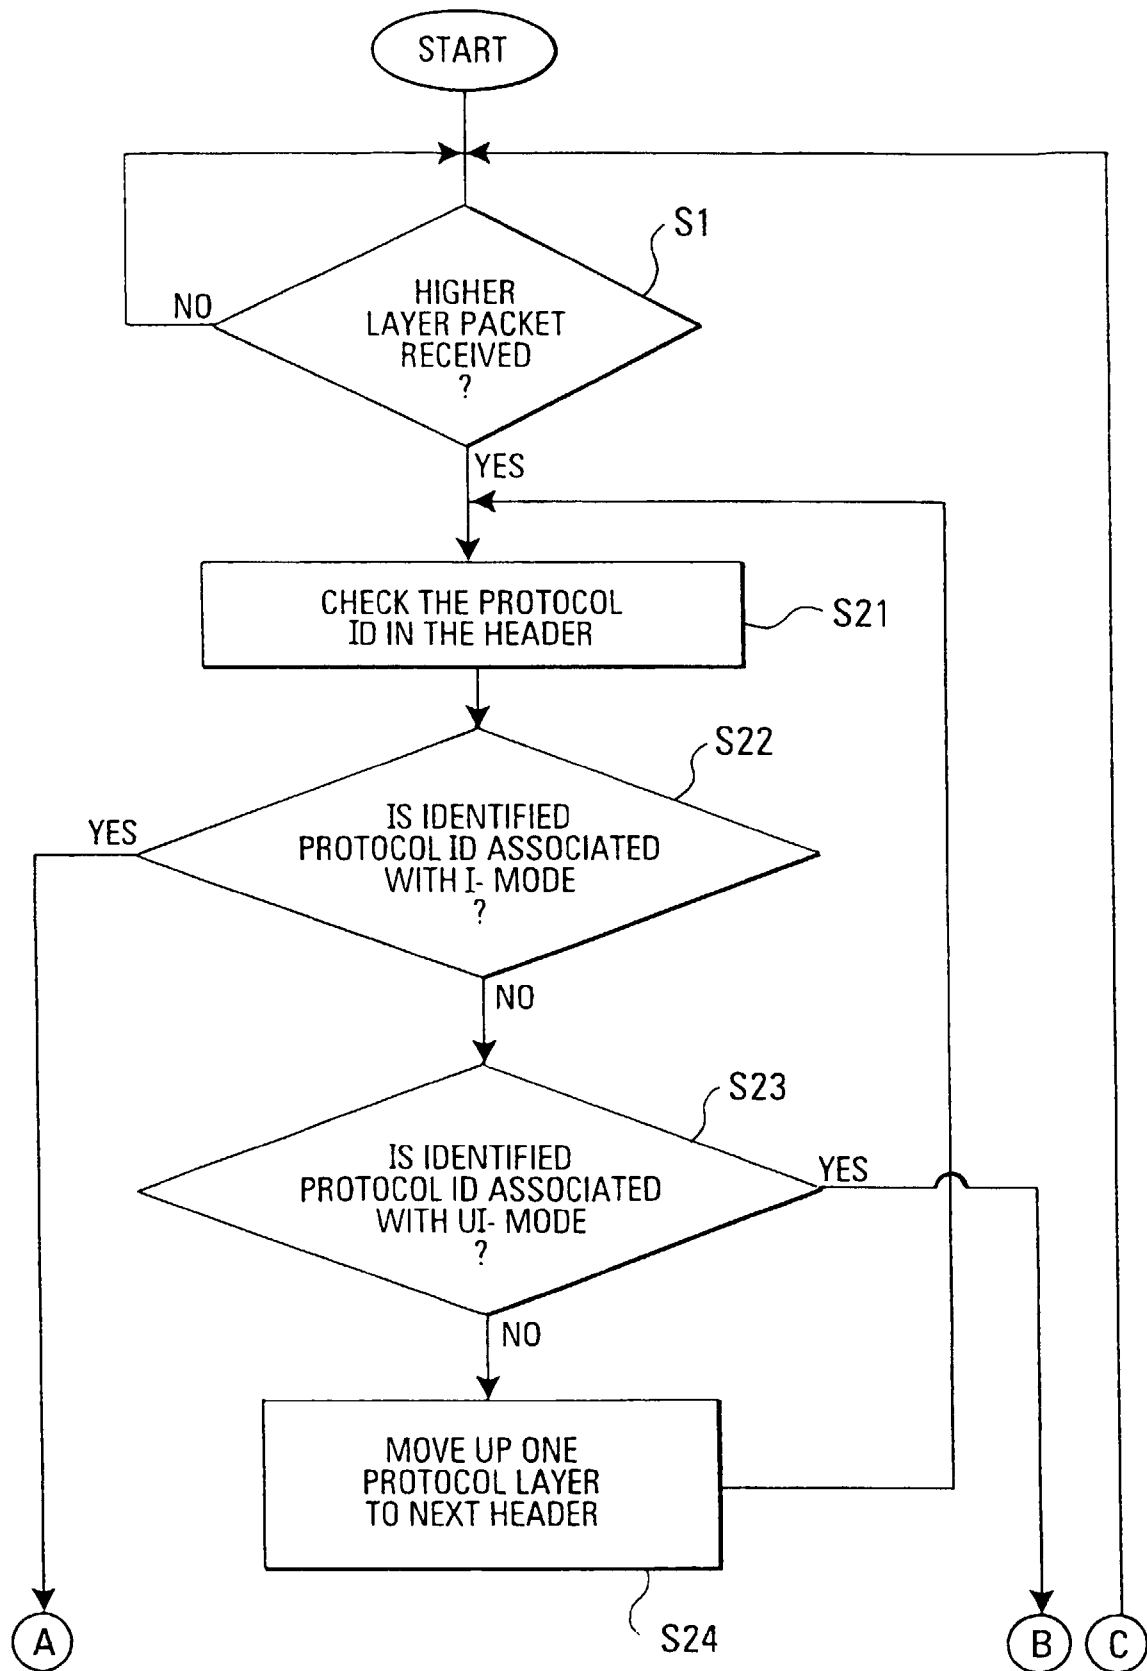 START
S1
HIGHER
LAYER PACKET
RECEIVED
?
NO
YES
CHECK THE PROTOCOL
ID IN THE HEADER
S21
S22
IS IDENTIFIED
PROTOCOL ID ASSOCIATED
WITH I- MODE
?
YES
NO
S23
IS IDENTIFIED
PROTOCOL ID ASSOCIATED
WITH UI- MODE
?
YES
NO
MOVE UP ONE
PROTOCOL LAYER
TO NEXT HEADER
S24
A
B
C